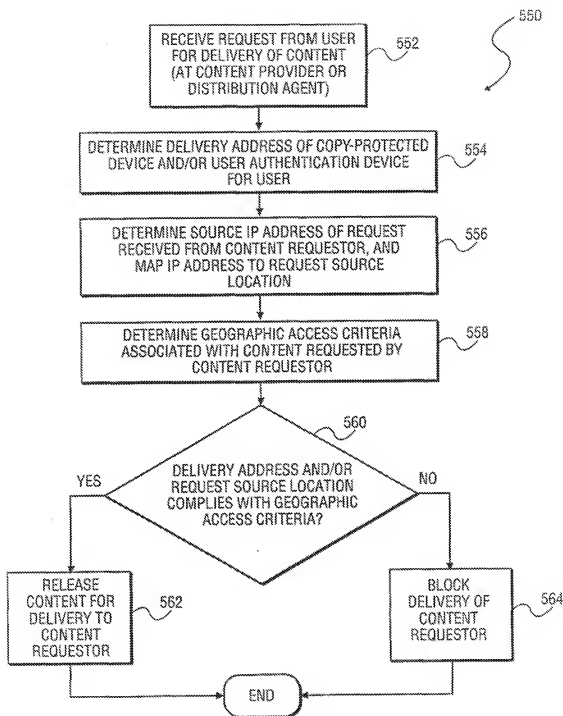 550
RECEIVE REQUEST FROM USER
FOR DELIVERY OF CONTENT
(AT CONTENT PROVIDER OR
DISTRIBUTION AGENT)
552
DETERMINE DELIVERY ADDRESS OF COPY-PROTECTED
DEVICE AND/OR USER AUTHENTICATION DEVICE
FOR USER
554
DETERMINE SOURCE IP ADDRESS OF REQUEST
RECEIVED FROM CONTENT REQUESTOR, AND
MAP IP ADDRESS TO REQUEST SOURCE
LOCATION
556
DETERMINE GEOGRAPHIC ACCESS CRITERIA
ASSOCIATED WITH CONTENT REQUESTED BY
CONTENT REQUESTOR
558
560
DELIVERY ADDRESS AND/OR
REQUEST SOURCE LOCATION
COMPLIES WITH GEOGRAPHIC
ACCESS CRITERIA?
YES
NO
RELEASE
CONTENT FOR
DELIVERY TO
CONTENT
REQUESTOR
562
BLOCK
DELIVERY OF
CONTENT
REQUESTOR
564
END